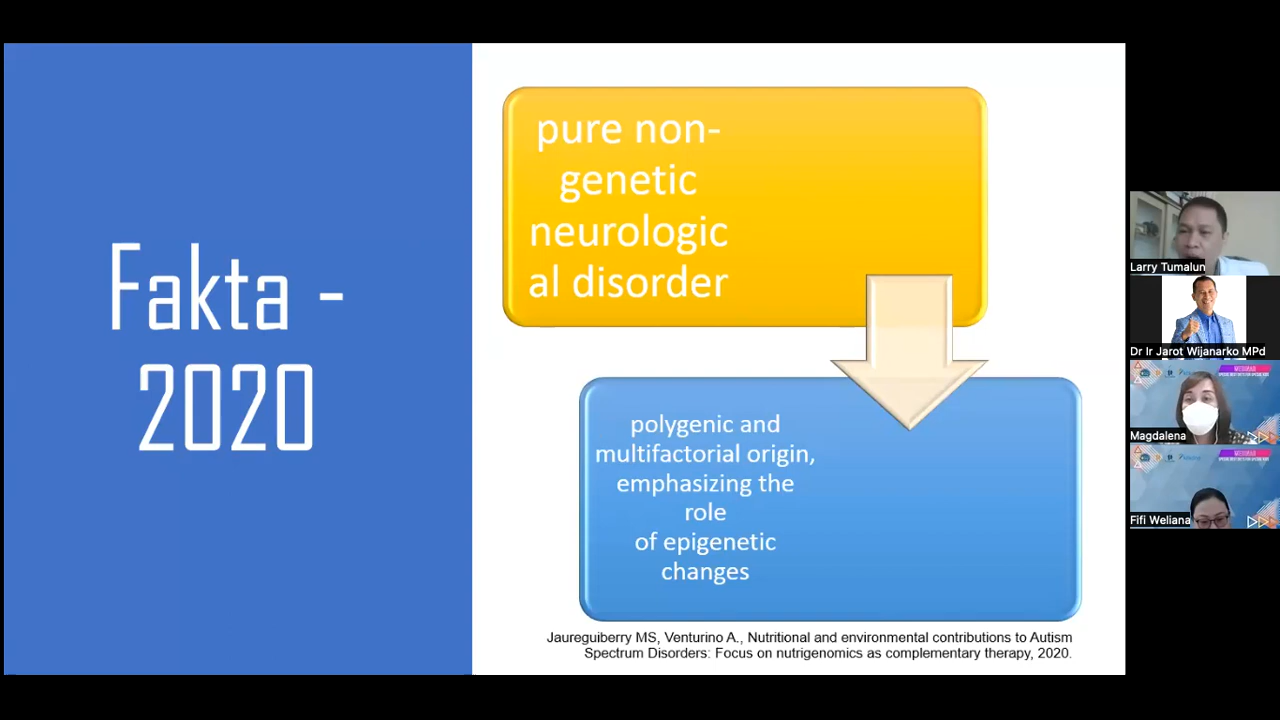 Fakta -
2020
pure non-
genetic
neurologic
al disorder
polygenic and
multifactorial origin,
emphasizing the
role
of epigenetic
changes
Jaureguiberry MS, Venturino A., Nutritional and environmental contributions to Autism
Spectrum Disorders: Focus on nutrigenomics as complementary therapy, 2020.
Larry Tumalun
Dr Ir Jarot Wijanarko MPd
Magdalena
Fifi Weliana